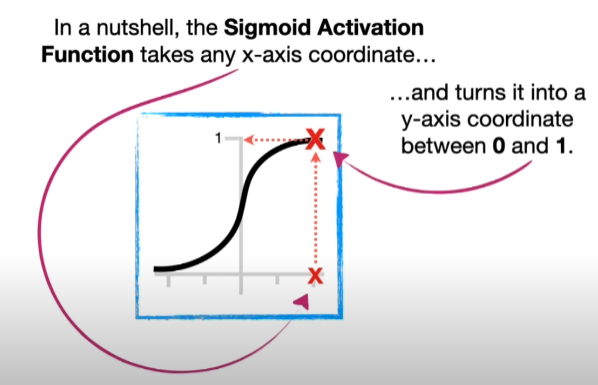 In a nutshell, the Sigmoid Activation
Function takes any x-axis coordinate…
…and turns it into a
y-axis coordinate
between 0 and 1.
1
X
X